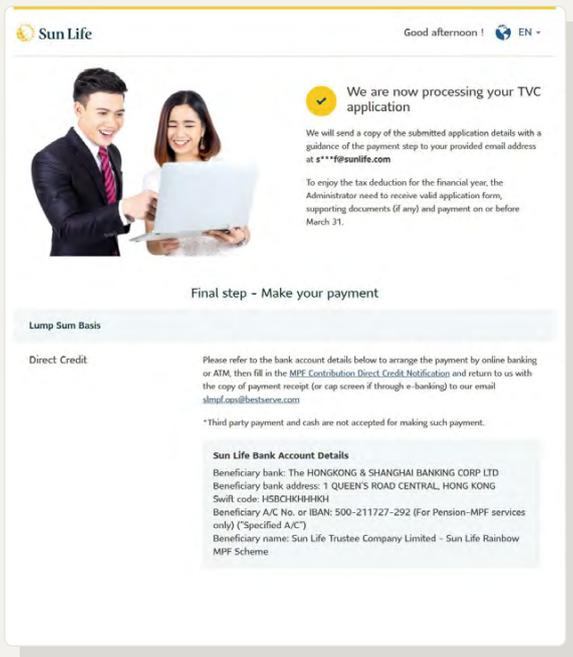 Sun Life
Good afternoon !
EN
We are now processing your TVC
application
We will send a copy of the submitted application details with a
guidance of the payment step to your provided email address
at s***f@sunlife.com
To enjoy the tax deduction for the financial year, the
Administrator need to receive valid application form,
supporting documents (if any) and payment on or before
March 31.
Final step - Make your payment
Lump Sum Basis
Direct Credit
Please refer to the bank account details below to arrange the payment by online banking
or ATM, then fill in the MPF Contribution Direct Credit Notification and return to us with
the copy of payment receipt (or cap screen if through e-banking) to our email
slmpf.ops@bestserve.com
*Third party payment and cash are not accepted for making such payment.
Sun Life Bank Account Details
Beneficiary bank: The HONGKONG & SHANGHAI BANKING CORP LTD
Beneficiary bank address: 1 QUEEN'S ROAD CENTRAL, HONG KONG
Swift code: HSBCHKHHHKH
Beneficiary A/C No. or IBAN: 500-211727-292 (For Pension-MPF services
only) ("Specified A/C")
Beneficiary name: Sun Life Trustee Company Limited - Sun Life Rainbow
MPF Scheme